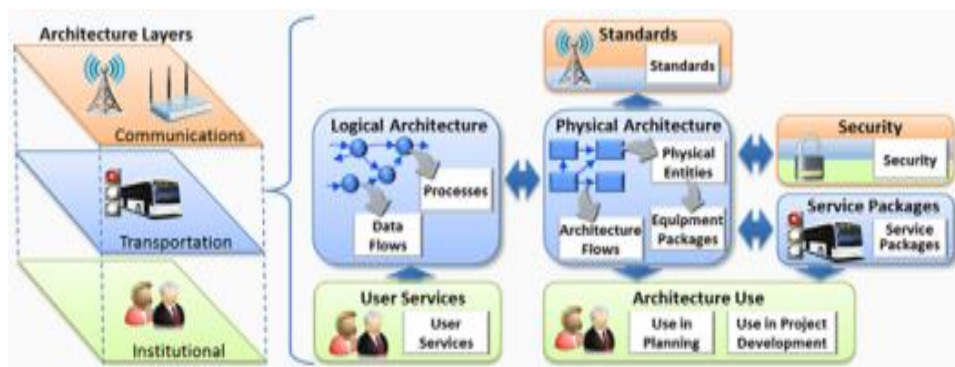 Architecture Layers
Communications
Transportation
Institutional
Standards
Standards
Logical Architecture
Processes
Data
Flows
Physical Architecture
Physical
Entities
Equipment
Packages
Architecture
Flows
Security
Security
Service Packages
Service
Packages
User Services
User
Services
Architecture Use
Use in
Planning
Use in Project
Development